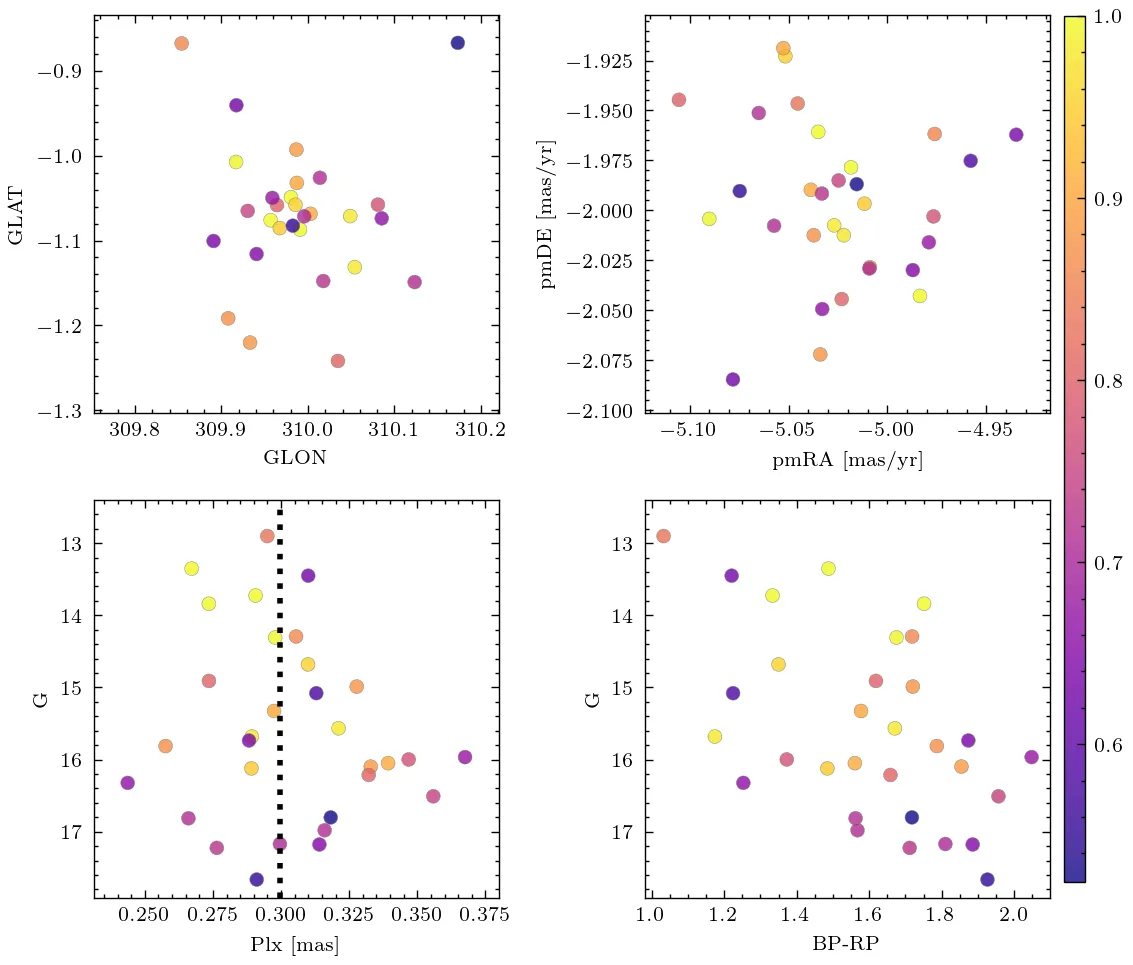 −0.9
−1.0
−1.1
−1.2
−1.3
GLAT
309.8 309.9 310.0 310.1 310.2
GLON
−1.925
−1.950
−1.975
−2.000
−2.025
−2.050
−2.075
−2.100
pmDE [mas/yr]
−5.10 −5.05 −5.00 −4.95
pmRA [mas/yr]
1.0
0.9
0.8
0.7
0.6
13
14
15
16
17
G
0.250 0.275 0.300 0.325 0.350 0.375
Plx [mas]
13
14
15
16
17
G
1.0 1.2 1.4 1.6 1.8 2.0
BP-RP